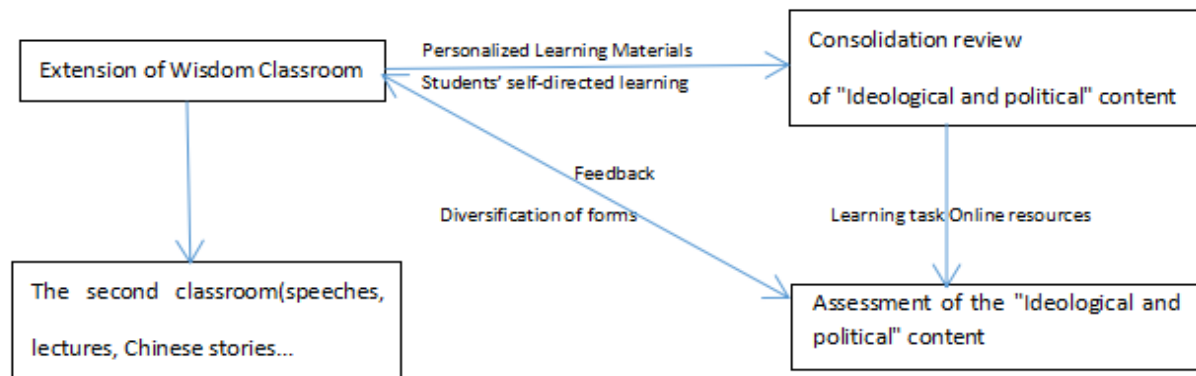 Extension of Wisdom Classroom
Personalized Learning Materials
Students' self-directed learning
Consolidation review
of "Ideological and political" content
Feedback
Diversification of forms
Learning task Online resources
The second classroom(speeches,
lectures, Chinese stories...
Assessment of the "Ideological and
political" content